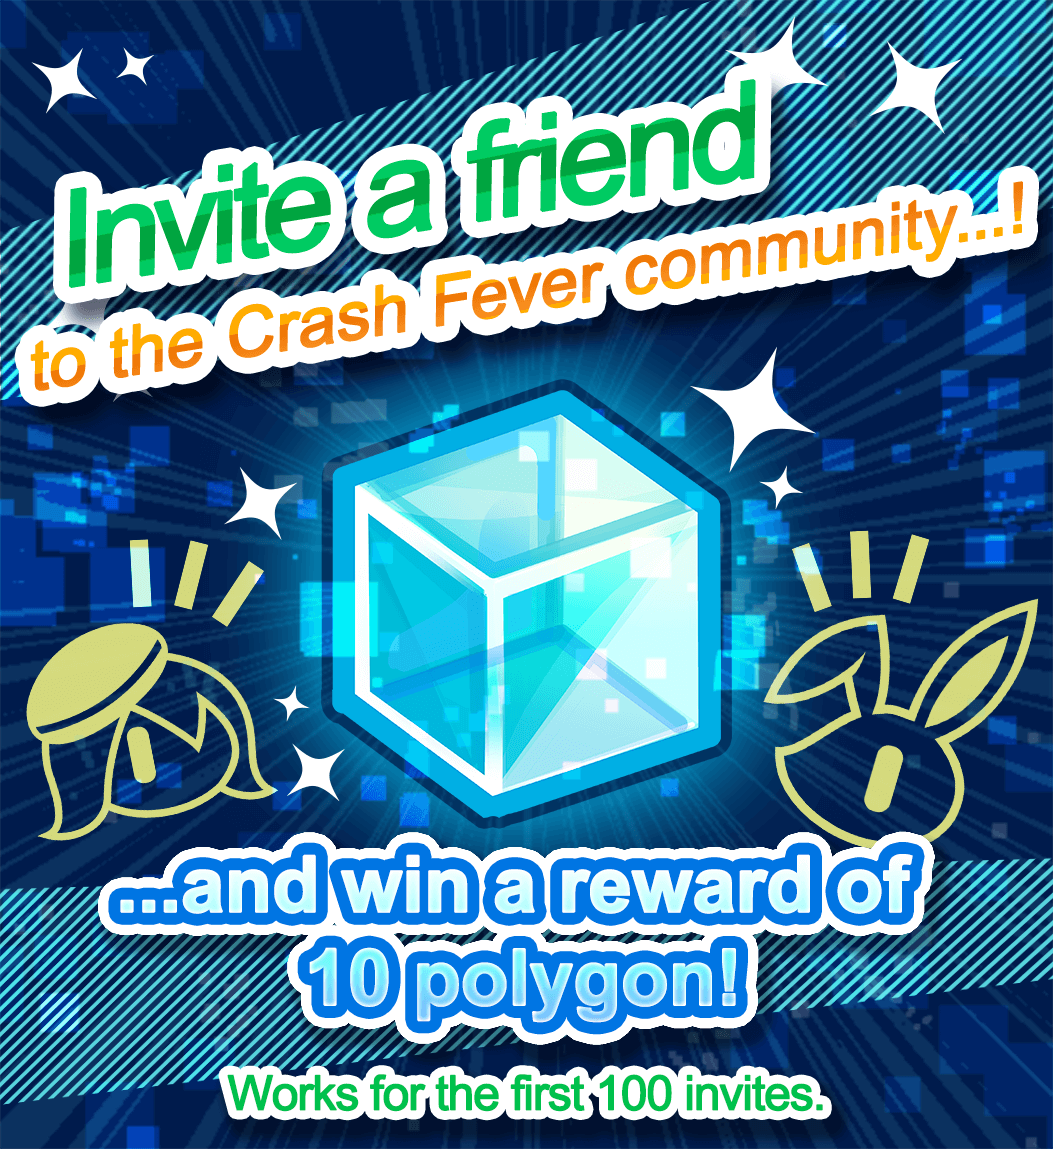 Invite a friend
to the Crash Fever community...!
...and win a reward of
10 polygon!
Works for the first 100 invites.